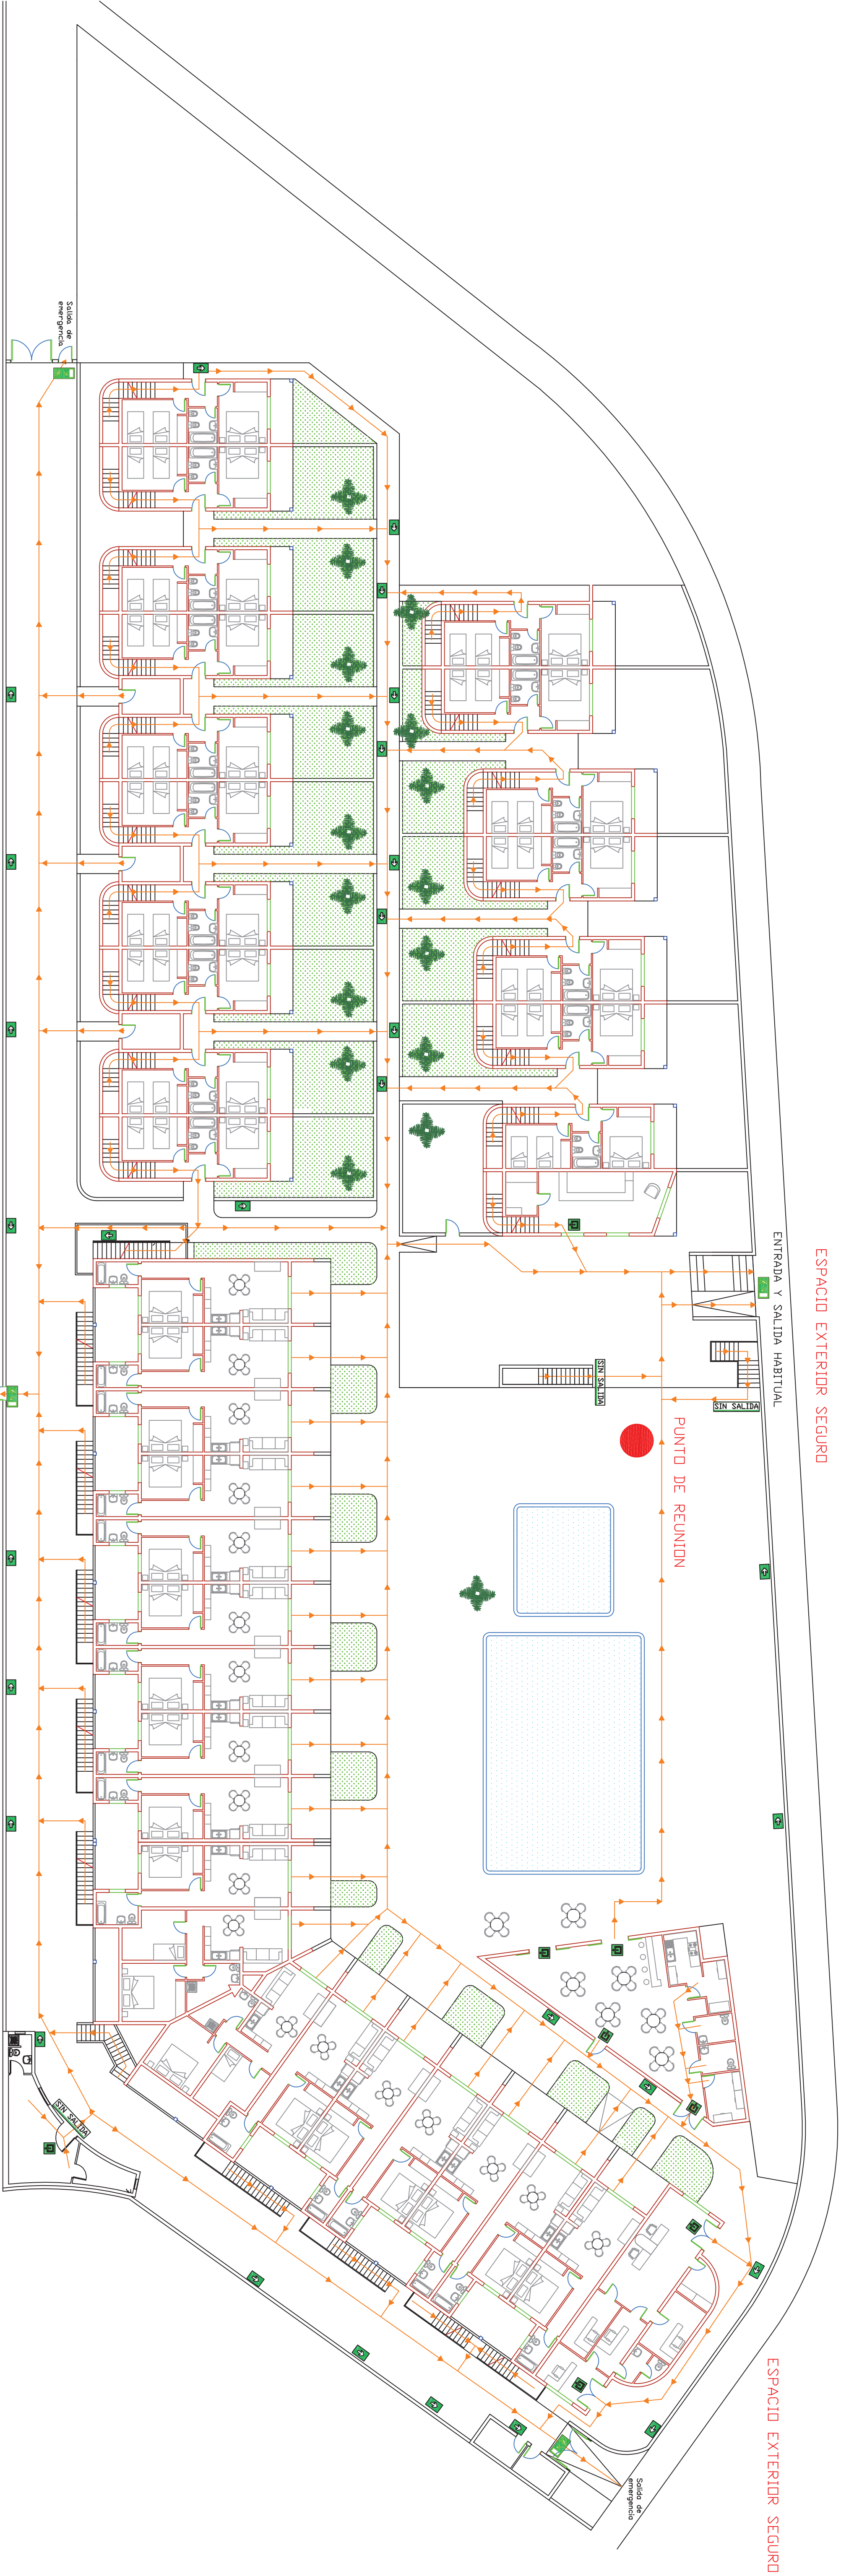 Salida de
emergencia
ESPACIO EXTERIOR SEGURO
ENTRADA Y SALIDA HABITUAL
SIN SALIDA
SIN SALIDA
PUNTO DE REUNION
SIN SALIDA
Salida de
emergencia
ESPACIO EXTERIOR SEGURO